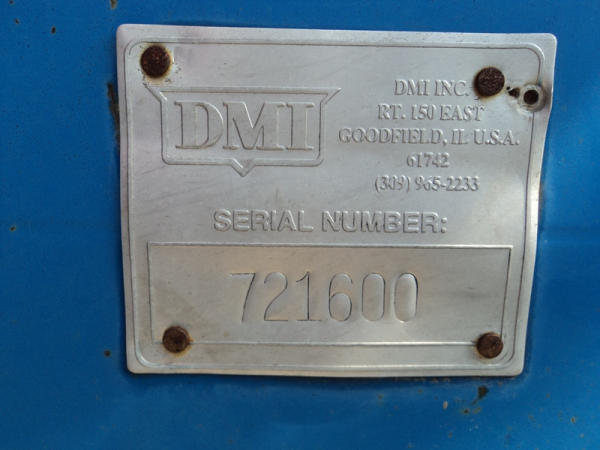 DMI
DMI INC.
RT. 150 EAST
GOODFIELD, IL U.S.A.
61742
(309) 965-2233
SERIAL NUMBER:
721600